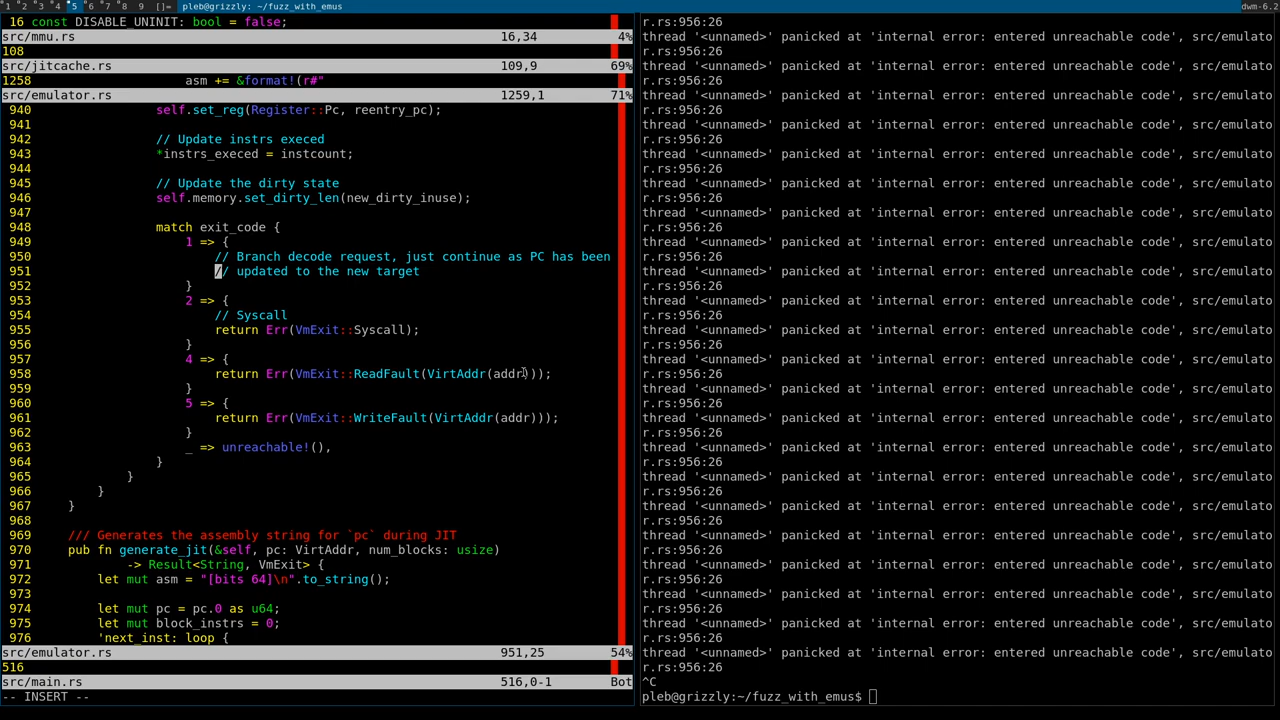 1 2 3 4 5 6 7 8 9 []= pleb@grizzly: ~/fuzz_with_emus dwm-6.2
16 const DISABLE_UNINIT: bool = false;
src/mmu.rs 16,34 4%
108
src/jitcache.rs 109,9 69%
1258 asm += &format!(r#"
src/emulator.rs 1259,1 71%
940 self.set_reg(Register::Pc, reentry_pc);
941
942 // Update instrs execed
943 *instrs_execed = instcount;
944
945 // Update the dirty state
946 self.memory.set_dirty_len(new_dirty_inuse);
947
948 match exit_code {
949 1 => {
950 // Branch decode request, just continue as PC has been
951 // updated to the new target
952 }
953 2 => {
954 // Syscall
955 return Err(VmExit::Syscall);
956 }
957 4 => {
958 return Err(VmExit::ReadFault(VirtAddr(addr)));
959 }
960 5 => {
961 return Err(VmExit::WriteFault(VirtAddr(addr)));
962 }
963 _ => unreachable!(),
964 }
965 }
966 }
967 }
968
969 /// Generates the assembly string for `pc` during JIT
970 pub fn generate_jit(&self, pc: VirtAddr, num_blocks: usize)
971 -> Result<String, VmExit> {
972 let mut asm = "[bits 64]\n".to_string();
973
974 let mut pc = pc.0 as u64;
975 let mut block_instrs = 0;
976 'next_inst: loop {
src/emulator.rs 951,25 54%
516
src/main.rs 516,0-1 Bot
-- INSERT --
r.rs:956:26
thread '<unnamed>' panicked at 'internal error: entered unreachable code', src/emulato
r.rs:956:26
thread '<unnamed>' panicked at 'internal error: entered unreachable code', src/emulato
r.rs:956:26
thread '<unnamed>' panicked at 'internal error: entered unreachable code', src/emulato
r.rs:956:26
thread '<unnamed>' panicked at 'internal error: entered unreachable code', src/emulato
r.rs:956:26
thread '<unnamed>' panicked at 'internal error: entered unreachable code', src/emulato
r.rs:956:26
thread '<unnamed>' panicked at 'internal error: entered unreachable code', src/emulato
r.rs:956:26
thread '<unnamed>' panicked at 'internal error: entered unreachable code', src/emulato
r.rs:956:26
thread '<unnamed>' panicked at 'internal error: entered unreachable code', src/emulato
r.rs:956:26
thread '<unnamed>' panicked at 'internal error: entered unreachable code', src/emulato
r.rs:956:26
thread '<unnamed>' panicked at 'internal error: entered unreachable code', src/emulato
r.rs:956:26
thread '<unnamed>' panicked at 'internal error: entered unreachable code', src/emulato
r.rs:956:26
thread '<unnamed>' panicked at 'internal error: entered unreachable code', src/emulato
r.rs:956:26
thread '<unnamed>' panicked at 'internal error: entered unreachable code', src/emulato
r.rs:956:26
thread '<unnamed>' panicked at 'internal error: entered unreachable code', src/emulato
r.rs:956:26
thread '<unnamed>' panicked at 'internal error: entered unreachable code', src/emulato
r.rs:956:26
thread '<unnamed>' panicked at 'internal error: entered unreachable code', src/emulato
r.rs:956:26
thread '<unnamed>' panicked at 'internal error: entered unreachable code', src/emulato
r.rs:956:26
thread '<unnamed>' panicked at 'internal error: entered unreachable code', src/emulato
r.rs:956:26
thread '<unnamed>' panicked at 'internal error: entered unreachable code', src/emulato
r.rs:956:26
thread '<unnamed>' panicked at 'internal error: entered unreachable code', src/emulato
r.rs:956:26
thread '<unnamed>' panicked at 'internal error: entered unreachable code', src/emulato
r.rs:956:26
thread '<unnamed>' panicked at 'internal error: entered unreachable code', src/emulato
r.rs:956:26
^C
pleb@grizzly:~/fuzz_with_emus$